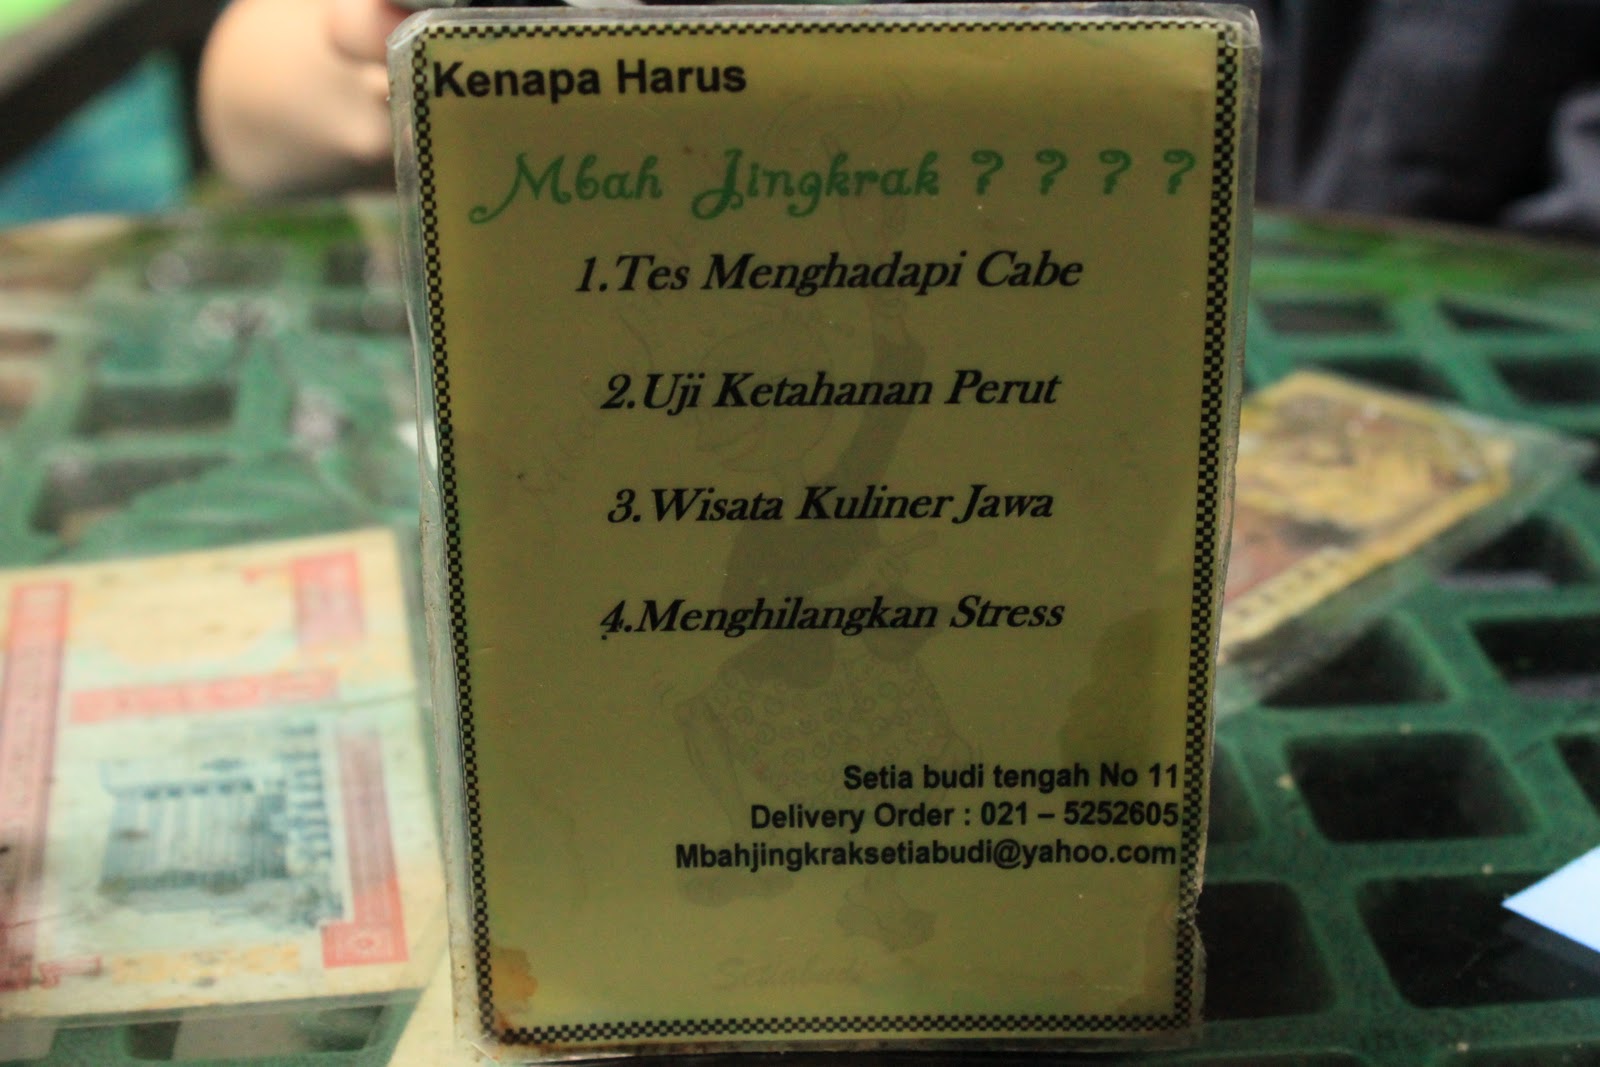 Kenapa Harus
Mbah Jingkrak ? ? ? ?
1.Tes Menghadapi Cabe
2.Uji Ketahanan Perut
3.Wisata Kuliner Jawa
4.Menghilangkan Stress
Setia budi tengah No 11
Delivery Order : 021 – 5252605
Mbahjingkraksetiabudi@yahoo.com
Setiabudi